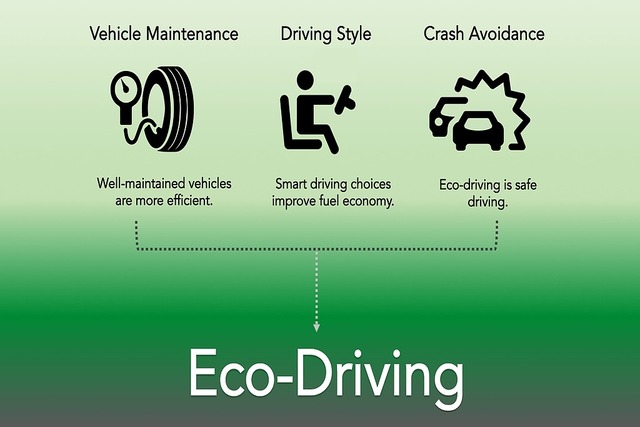 Vehicle Maintenance
Driving Style
Crash Avoidance
Well-maintained vehicles
are more efficient.
Smart driving choices
improve fuel economy.
Eco-driving is safe
driving.
Eco-Driving